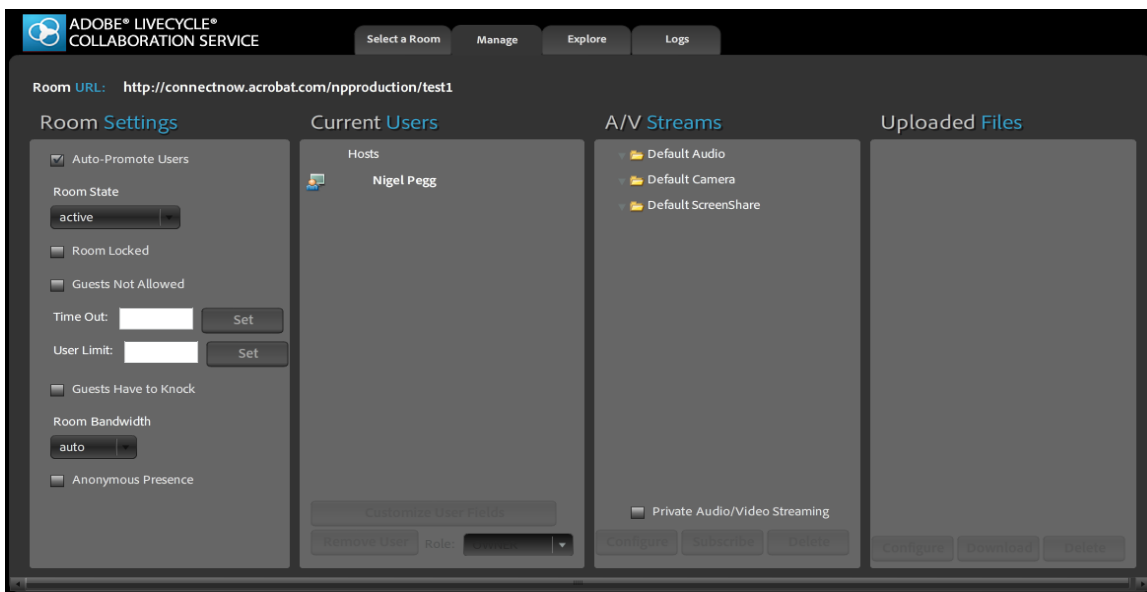 ADOBE® LIVECYCLE®
COLLABORATION SERVICE
Select a Room
Manage
Explore
Logs
Room URL: http://connectnow.acrobat.com/npproduction/test1
Room Settings
Auto-Promote Users
Room State
active
Room Locked
Guests Not Allowed
Time Out:
Set
User Limit:
Set
Guests Have to Knock
Room Bandwidth
auto
Anonymous Presence
Current Users
Hosts
Nigel Pegg
Customize User Fields
Remove User
Role:
A/V Streams
Default Audio
Default Camera
Default ScreenShare
Private Audio/Video Streaming
Configure
Subscribe
Delete
Uploaded Files
Configure
Download
Delete